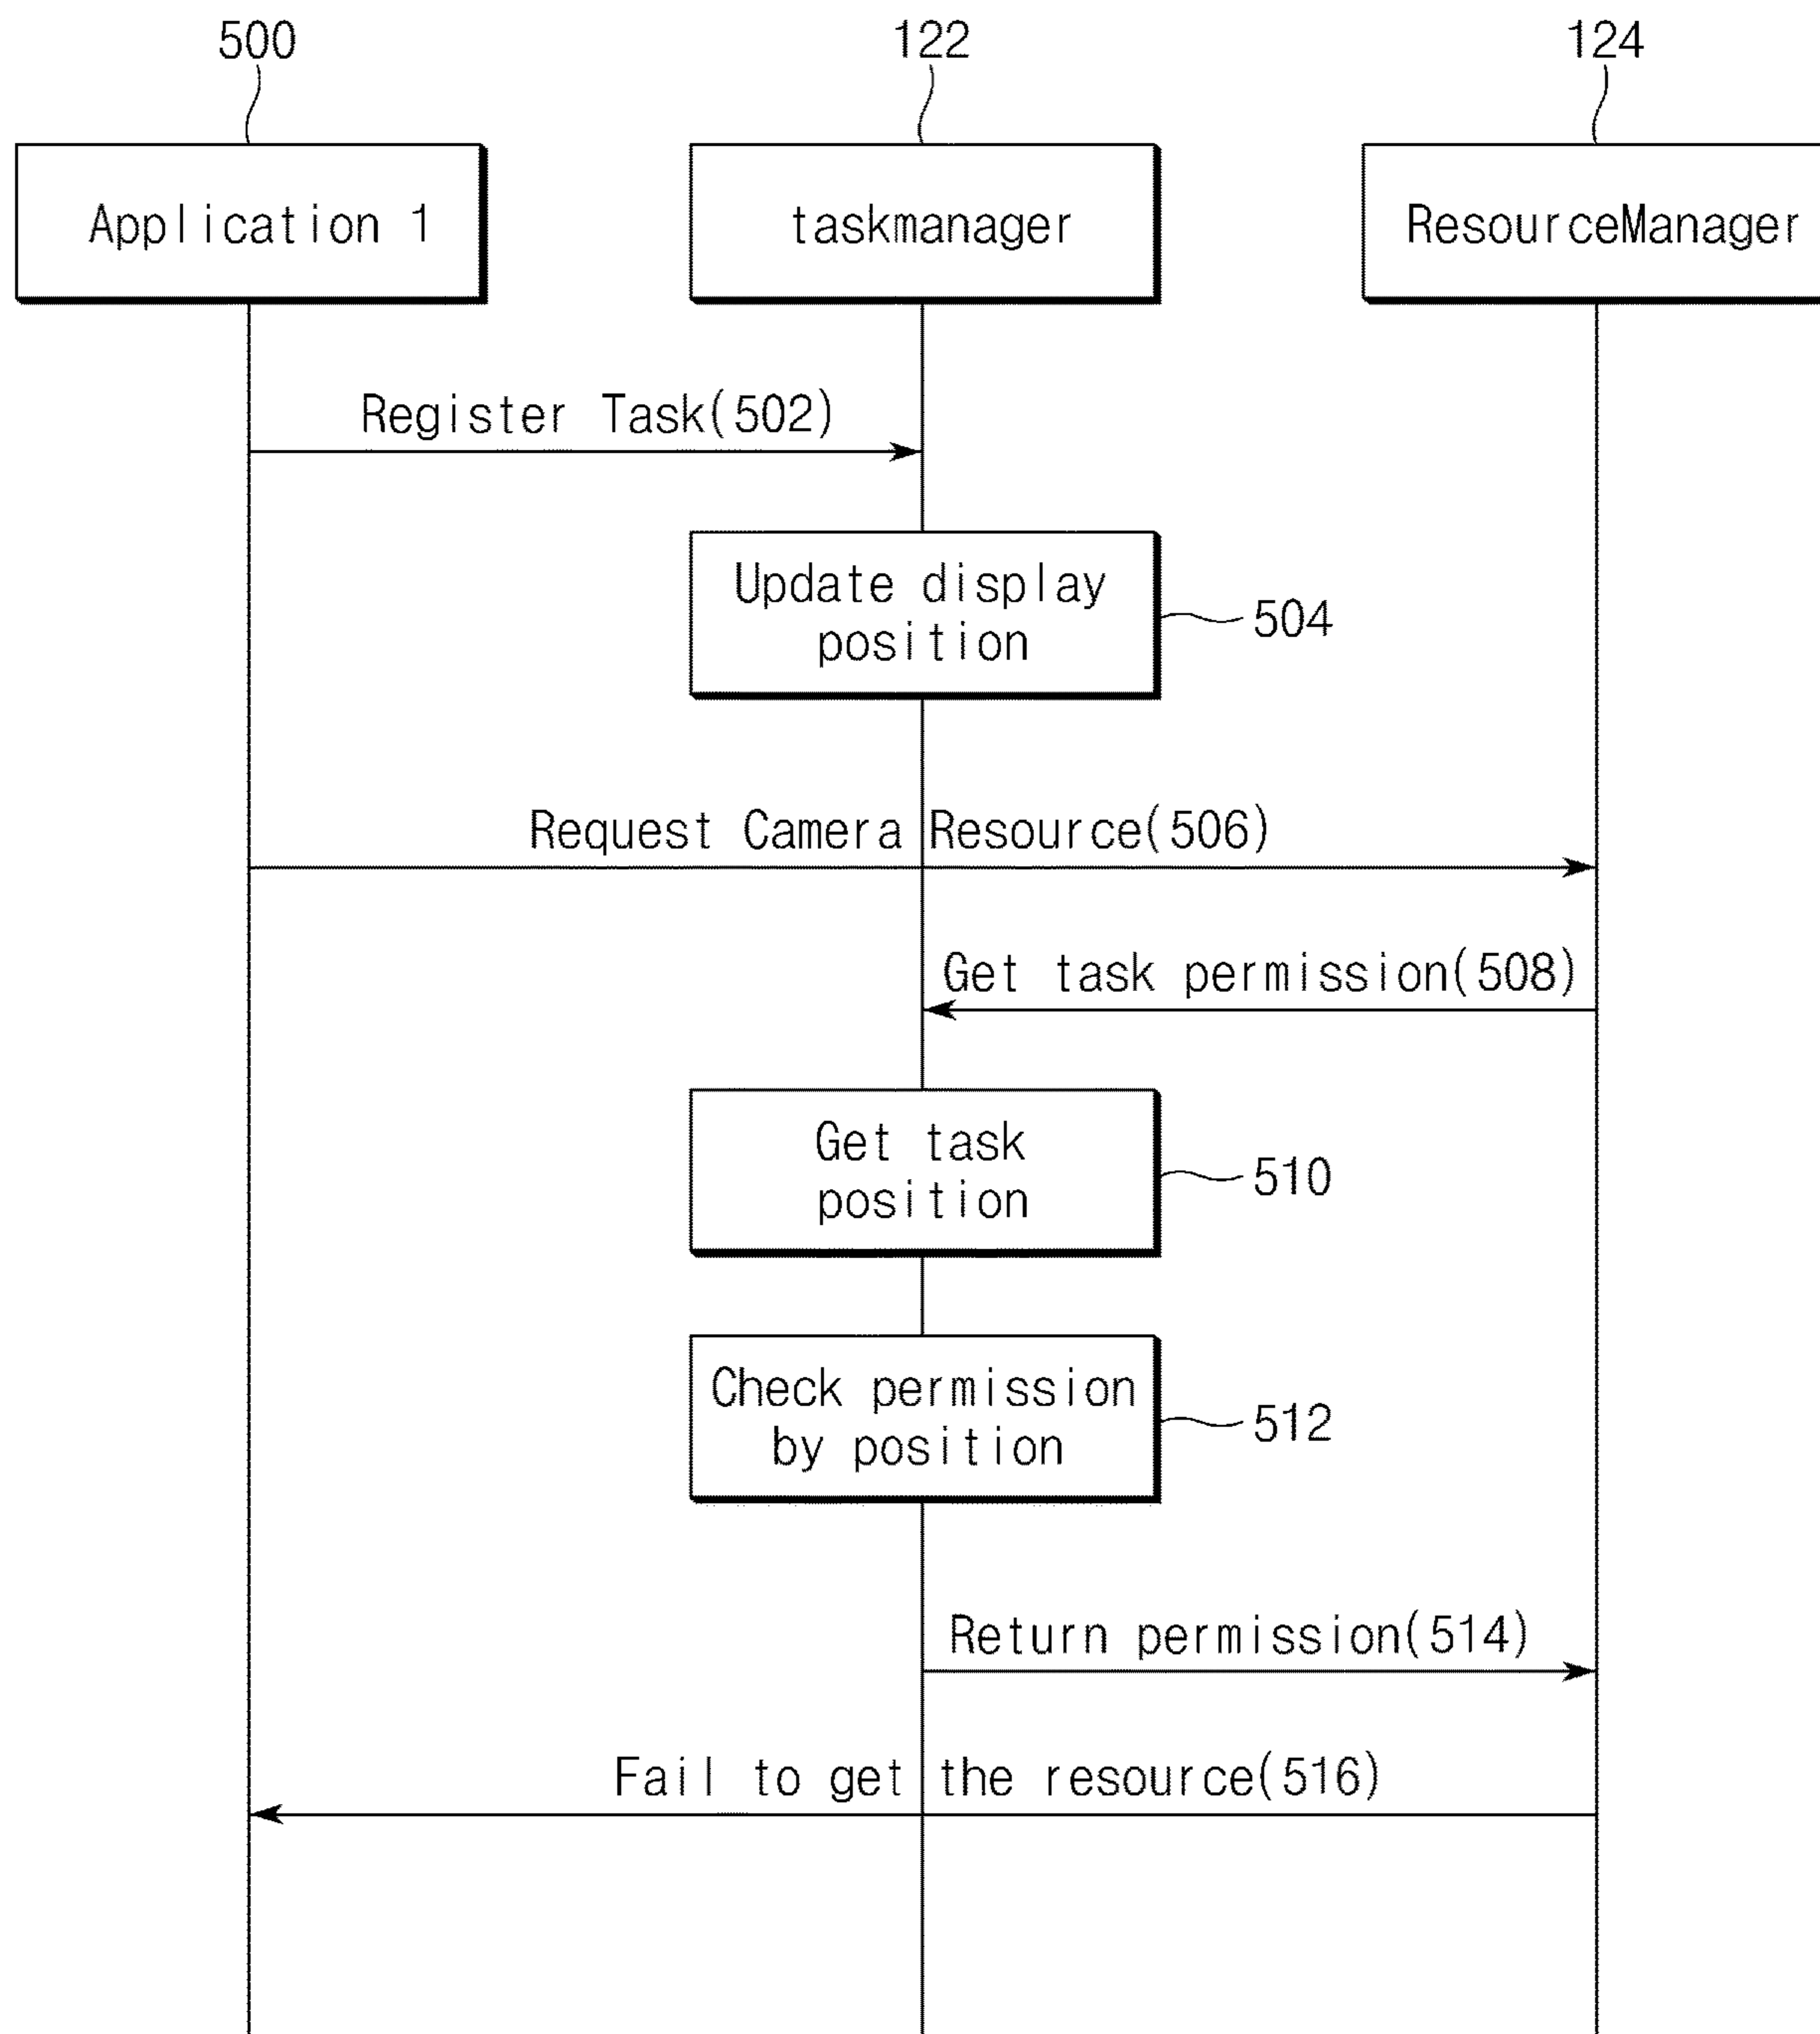 500
122
124
Application 1
taskmanager
ResourceManager
Register Task(502)
Update display
position
504
Request Camera Resource(506)
Get task permission(508)
Get task
position
510
Check permission
by position
512
Return permission(514)
Fail to get the resource(516)